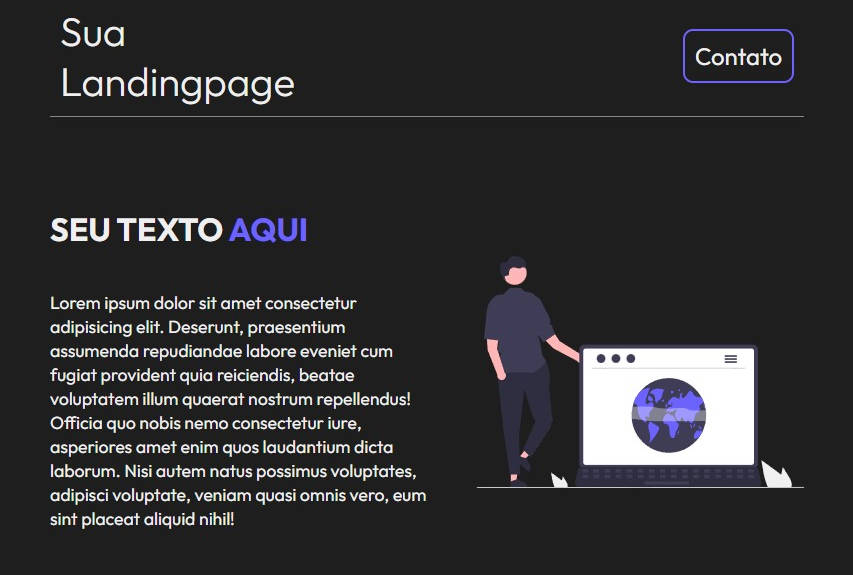 Sua
Landingpage
Contato
SEU TEXTO AQUI
Lorem ipsum dolor sit amet consectetur
adipisicing elit. Deserunt, praesentium
assumenda repudiandae labore eveniet cum
fugiat provident quia reiciendis, beatae
voluptatem illum quaerat nostrum repellendus!
Officia quo nobis nemo consectetur iure,
asperiores amet enim quos laudantium dicta
laborum. Nisi autem natus possimus voluptates,
adipisci voluptate, veniam quasi omnis vero, eum
sint placeat aliquid nihil!